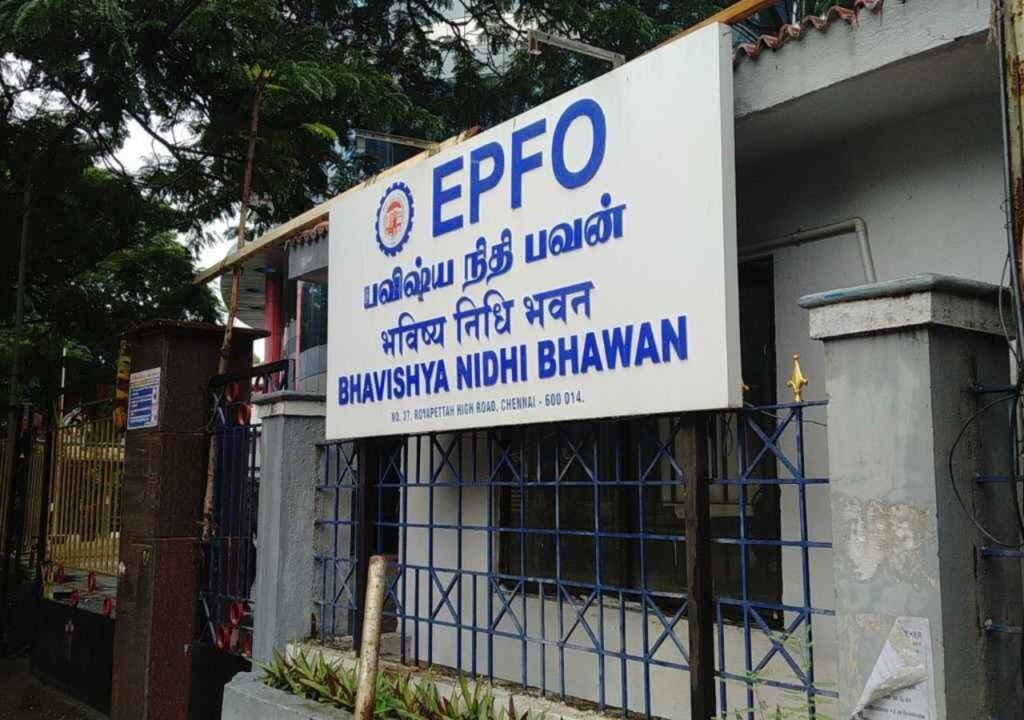 EPFO
பவிஷ்ய நிதி பவன்
भविष्य निधि भवन
BHAVISHYA NIDHI BHAWAN
NO. 37, ROYAPETTAH HIGH ROAD, CHENNAI - 600 014.